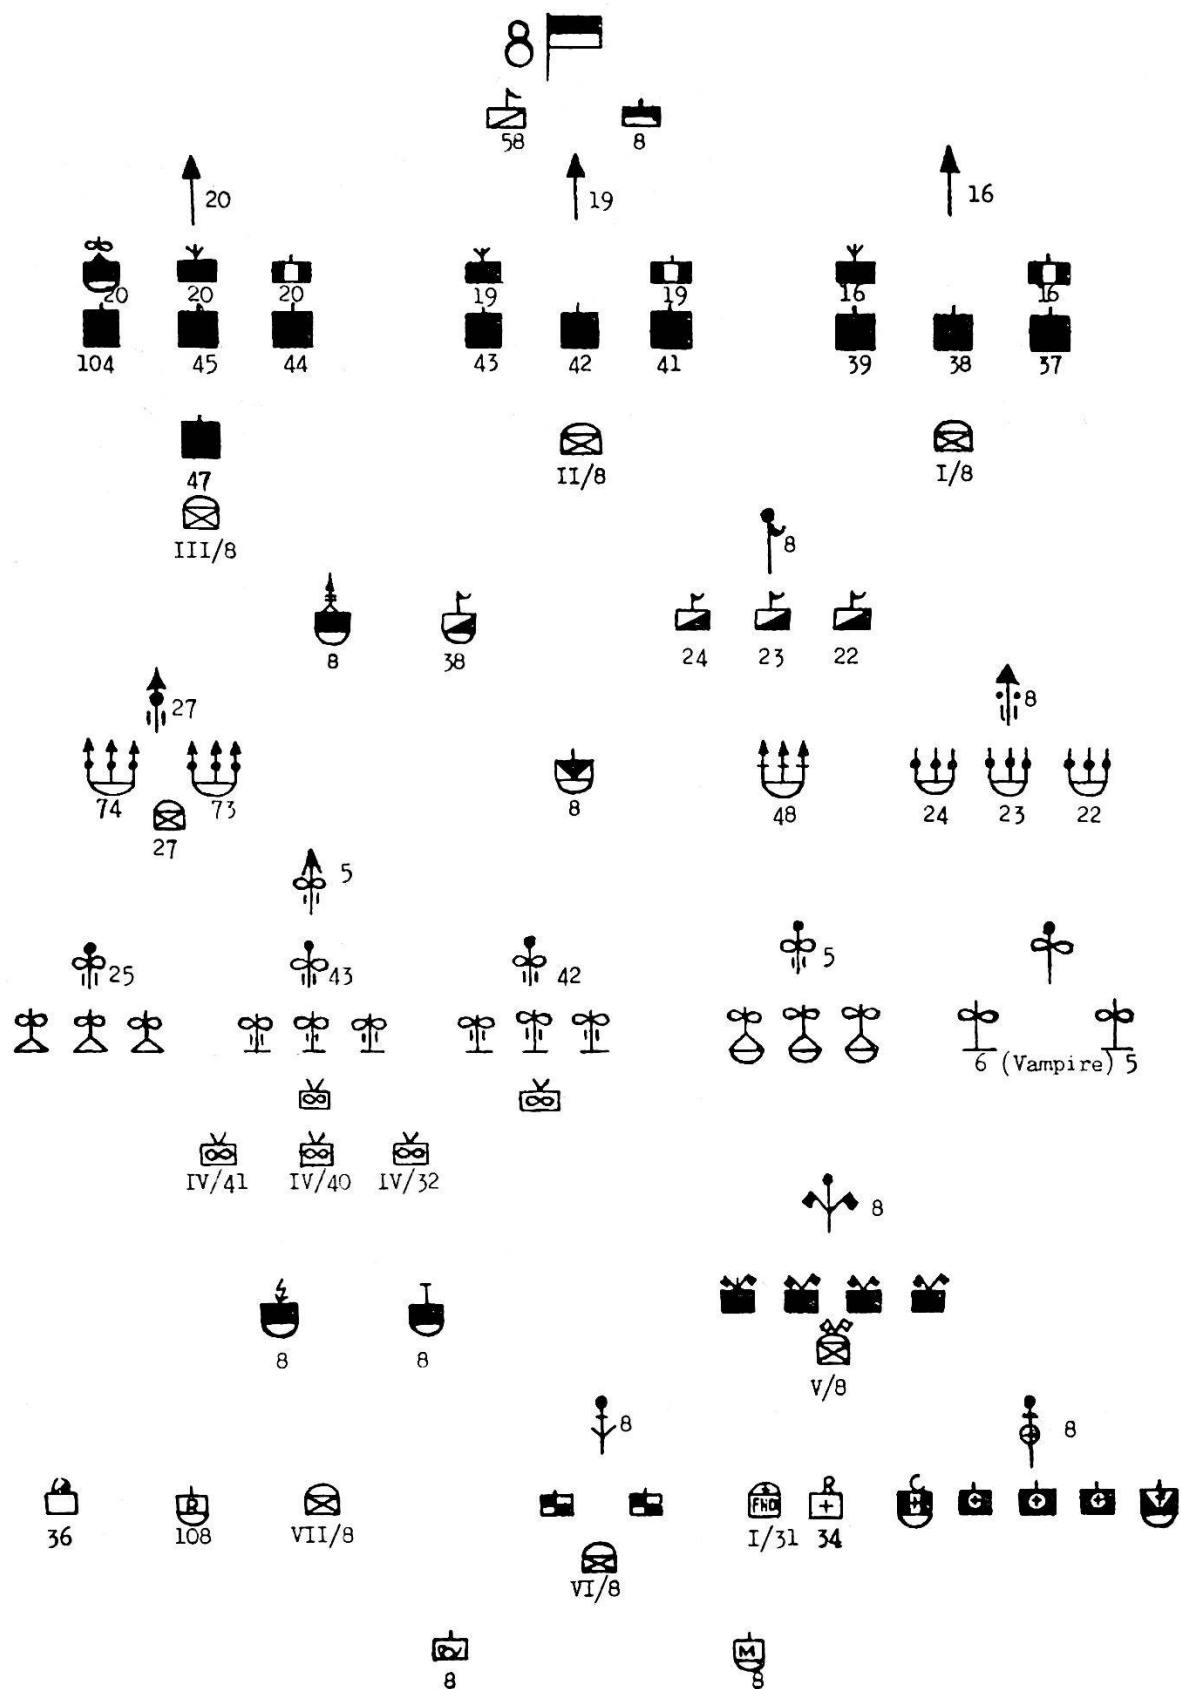 8
58 8
20 19 16
20 20 20 19 19 16 16
104 45 44 43 42 41 39 38 37
47 II/8 I/8
III/8
8
8 38 24 23 22
27 8
74 73 8 48 24 23 22
27
5
25 43 42 5
6 (Vampire) 5
IV/41 IV/40 IV/32
8
8 8
V/8
8 8
R FND R C
36 108 VII/8 I/31 34
VI/8
M
8 8